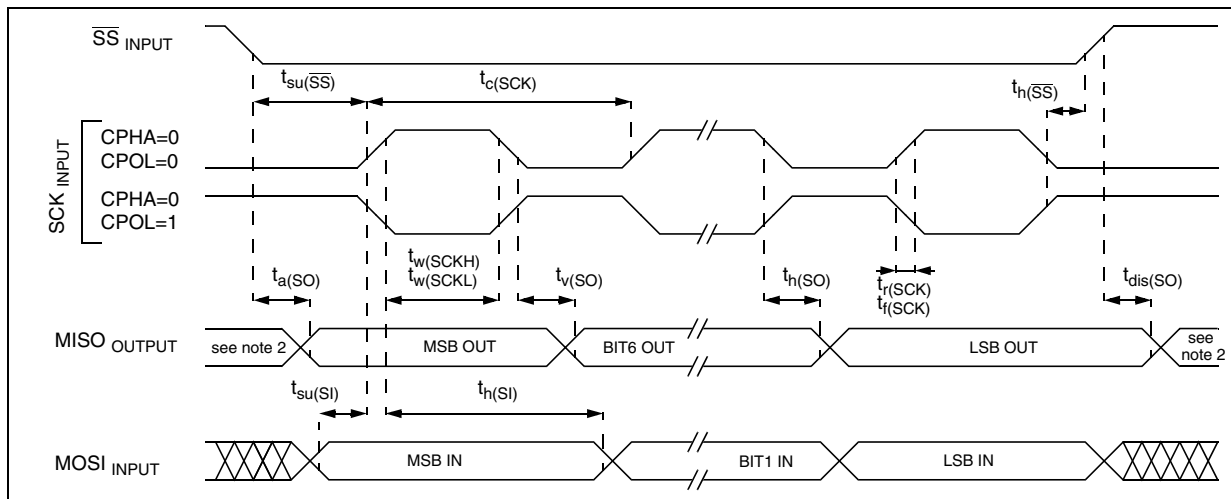 SS INPUT
tsu(SS)
tc(SCK)
th(SS)
SCK INPUT
CPHA=0
CPOL=0
CPHA=0
CPOL=1
ta(SO)
tw(SCKH)
tw(SCKL)
tv(SO)
th(SO)
tr(SCK)
tf(SCK)
tdis(SO)
MISO OUTPUT
see note 2
MSB OUT
BIT6 OUT
LSB OUT
see
note 2
tsu(SI)
th(SI)
MOSI INPUT
MSB IN
BIT1 IN
LSB IN